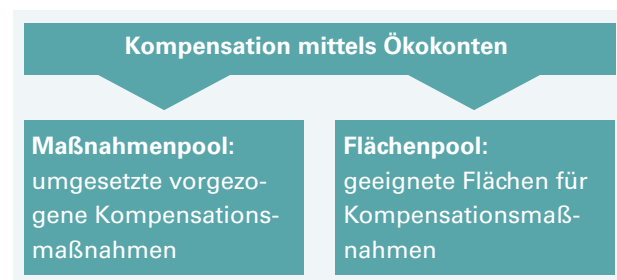 Kompensation mittels Ökokonten
Maßnahmenpool:
umgesetzte vorgezo-
gene Kompensations-
maßnahmen
Flächenpool:
geeignete Flächen für
Kompensationsmaß-
nahmen